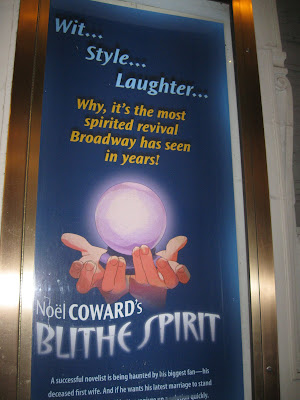 Wit...
Style...
Laughter...
Why, it's the most
spirited revival
Broadway has seen
in years!
Noël COWARD's
BLITHE SPIRIT
A successful novelist is being haunted by his biggest fan—his
deceased first wife. And if he wants his latest marriage to stand
quickly.